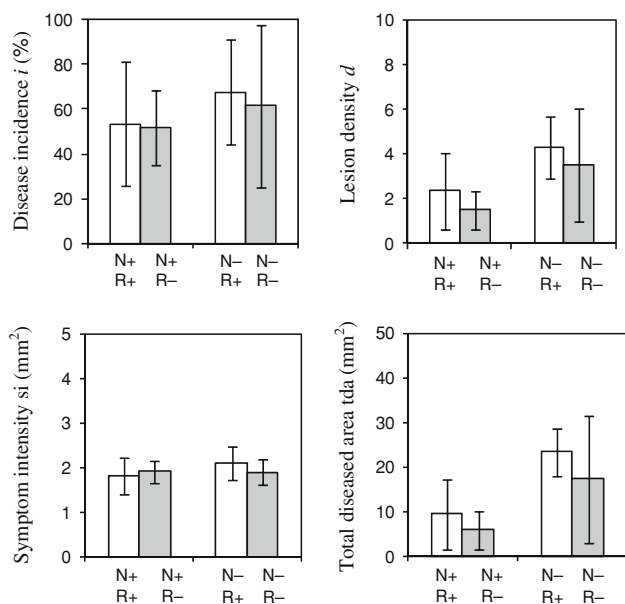 Disease incidence i (%)
100
80
60
40
20
0
N+ N+ N– N–
R+ R– R+ R–
Lesion density d
10
8
6
4
2
0
N+ N+ N– N–
R+ R– R+ R–
Symptom intensity si (mm²)
5
4
3
2
1
0
N+ N+ N– N–
R+ R– R+ R–
Total diseased area tda (mm²)
50
40
30
20
10
0
N+ N+ N– N–
R+ R– R+ R–